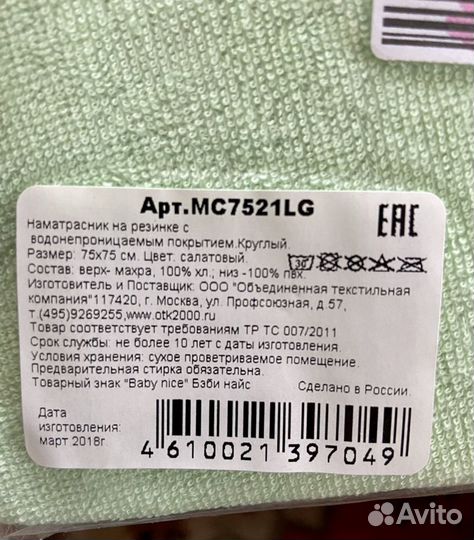 Арт.MC7521LG
EAC
Наматрасник на резинке с
водонепроницаемым покрытием.Круглый.
Размер: 75х75 см. Цвет: салатовый.
30
Состав: верх- махра, 100% хл.; низ -100% пвх.
Изготовитель и Поставщик: ООО "Объединенная текстильная
компания"117420, г. Москва, ул. Профсоюзная, д 57,
т.(495)9269255,www.otk2000.ru
Товар соответствует требованиям ТР ТС 007/2011
Срок службы: не более 10 лет с даты изготовления.
Условия хранения: сухое проветриваемое помещение.
Предварительная стирка обязательна.
Товарный знак "Baby nice" Бэби найс
Сделано в России.
Дата
изготовления:
март 2018г.
4 610021 397049
Avito